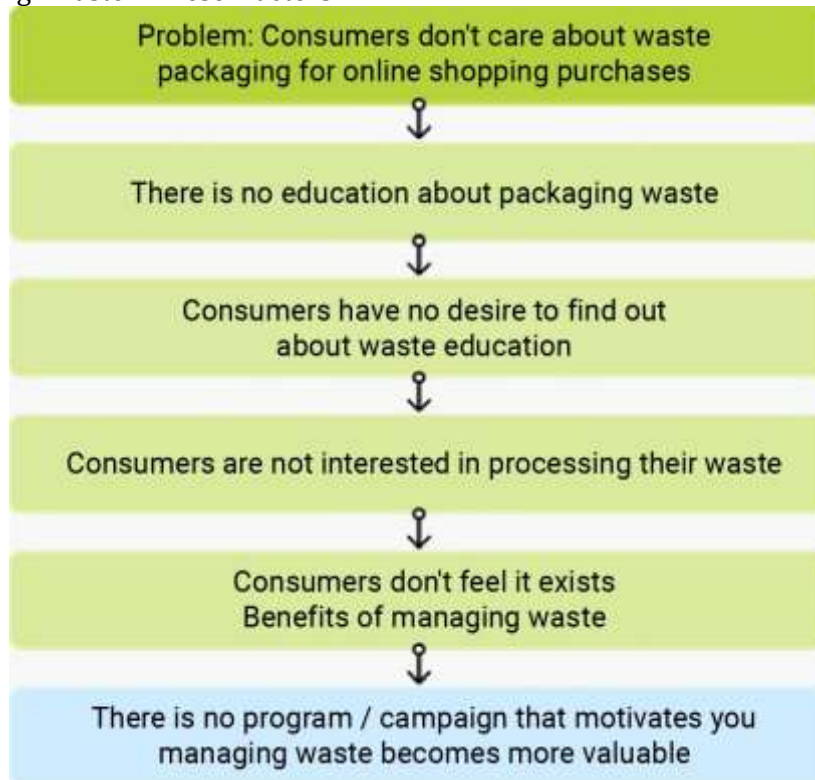 Problem: Consumers don't care about waste
packaging for online shopping purchases
There is no education about packaging waste
Consumers have no desire to find out
about waste education
Consumers are not interested in processing their waste
Consumers don't feel it exists
Benefits of managing waste
There is no program / campaign that motivates you
managing waste becomes more valuable